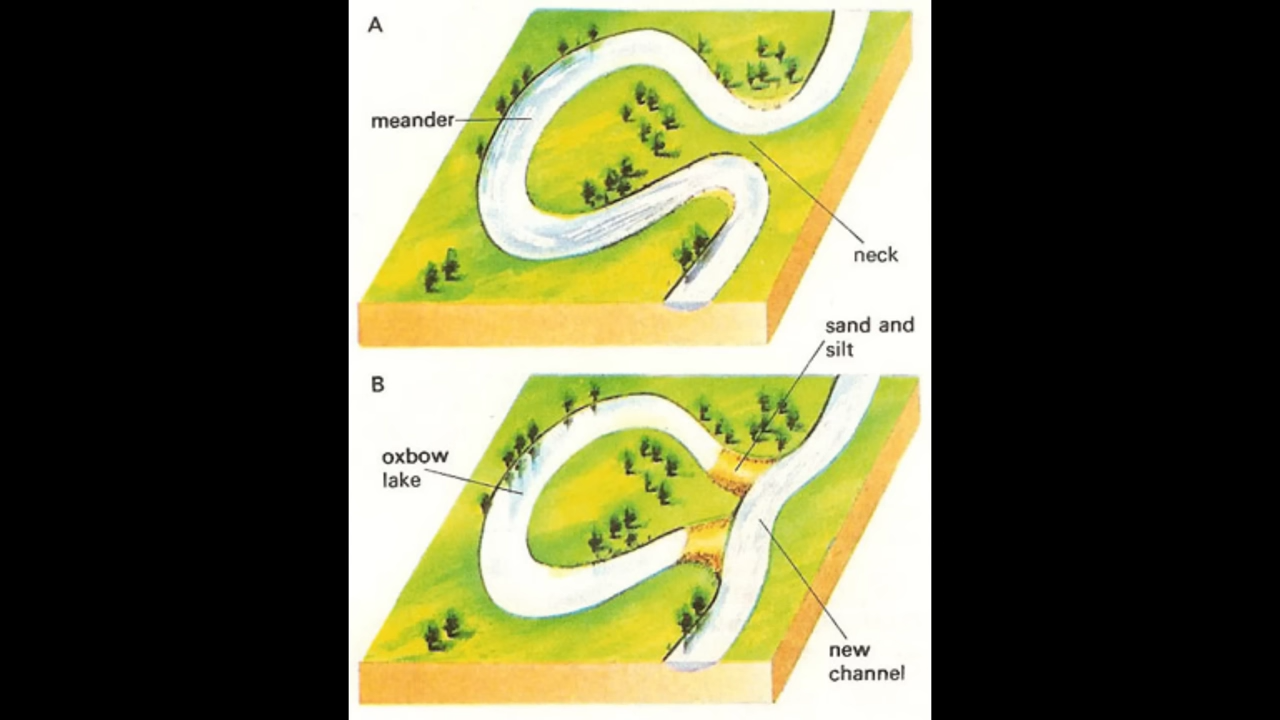 A
meander
neck
sand and
silt
B
oxbow
lake
new
channel